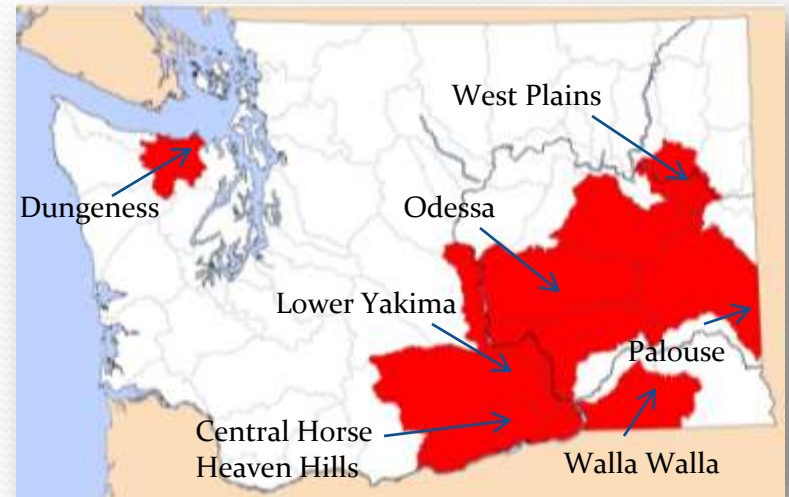 West Plains
Dungeness
Odessa
Lower Yakima
Palouse
Central Horse
Heaven Hills
Walla Walla